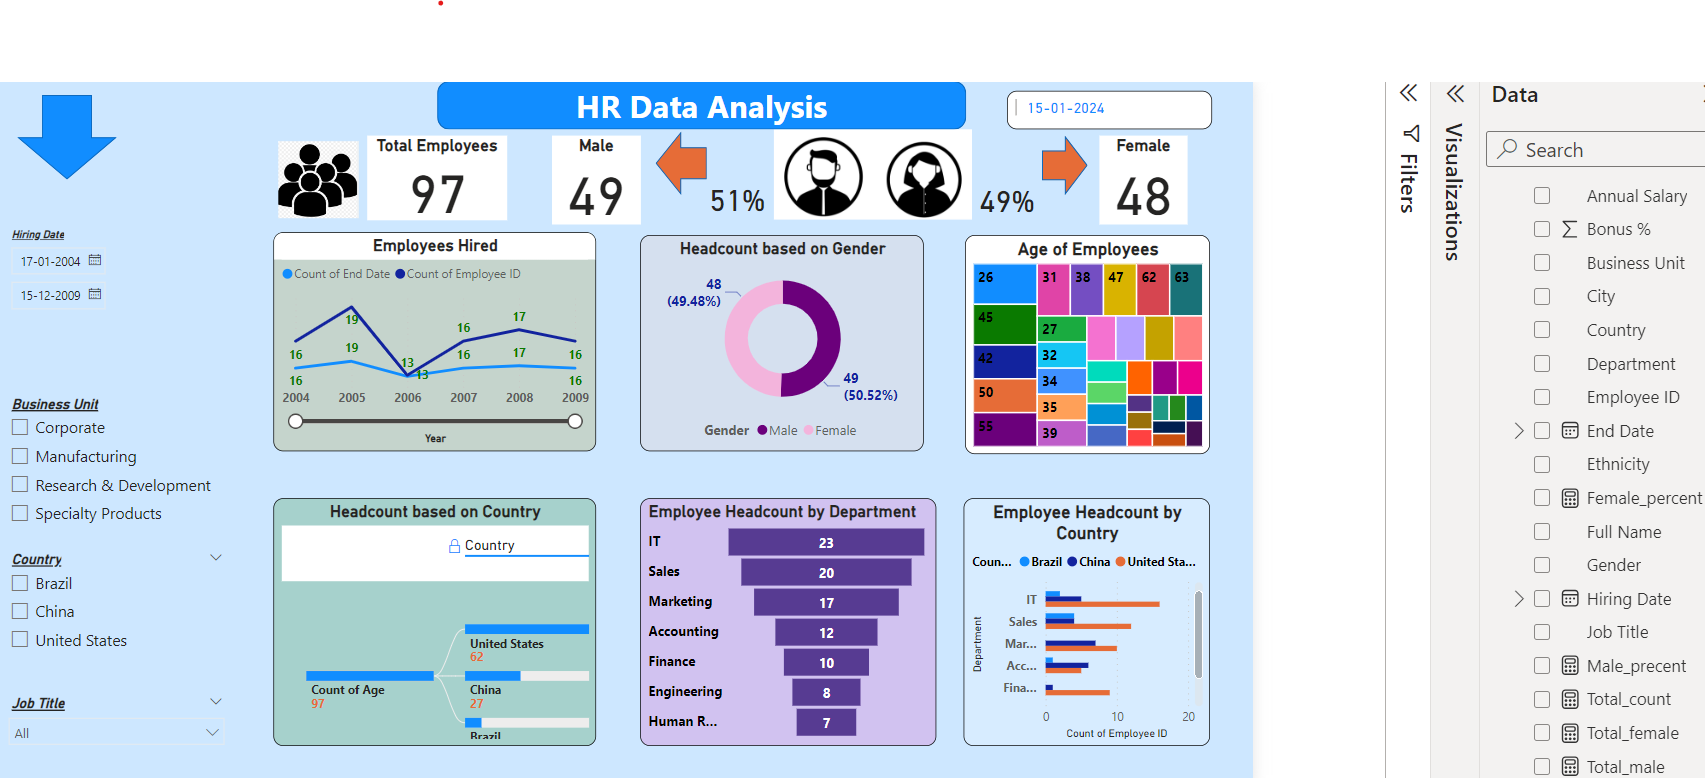 HR Data Analysis
15-01-2024
Total Employees
97
Male
49
51%
49%
Female
48
Hiring Date
17-01-2004
15-12-2009
Business Unit
Corporate
Manufacturing
Research & Development
Specialty Products
Country
Brazil
China
United States
Job Title
All
Employees Hired
Count of End Date Count of Employee ID
16 19 13 16 17 16
16 19 13 16 17 16
2004 2005 2006 2007 2008 2009
Year
Headcount based on Gender
48
(49.48%)
49
(50.52%)
Gender Male Female
Age of Employees
26 31 38 47 62 63
45 27
42 32
50 34
35
55 39
Headcount based on Country
Country
Count of Age
97
United States
62
China
27
Brazil
Employee Headcount by Department
IT 23
Sales 20
Marketing 17
Accounting 12
Finance 10
Engineering 8
Human R... 7
Employee Headcount by
Country
Coun... Brazil China United Sta...
Department
IT
Sales
Mar...
Acc...
Fina...
0 10 20
Count of Employee ID
Filters
Visualizations
Data
Search
Annual Salary
Bonus %
Business Unit
City
Country
Department
Employee ID
End Date
Ethnicity
Female_percent
Full Name
Gender
Hiring Date
Job Title
Male_precent
Total_count
Total_female
Total_male